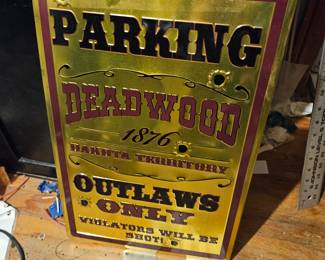 PARKING
DEADWOOD
1876
DAKOTA TERRITORY
OUTLAWS
ONLY
VIOLATORS WILL BE
SHOT!